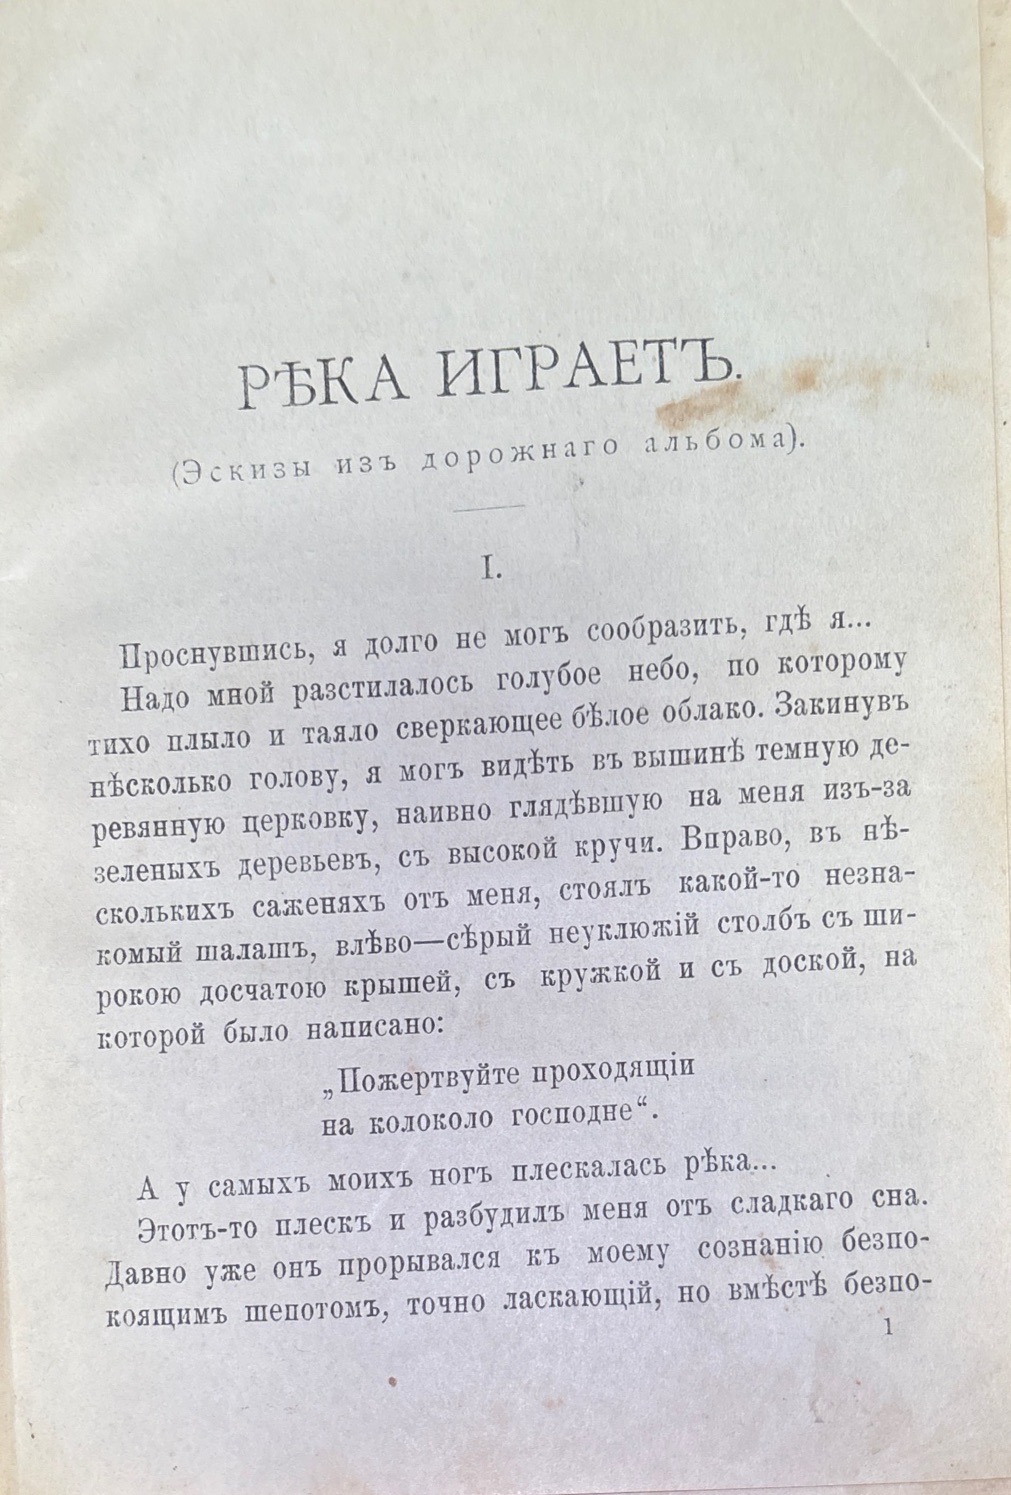 РѢКА ИГРАЕТЪ.
(Эскизы изъ дорожнаго альбома).
I.
Проснувшись, я долго не могъ сообразить, гдѣ я...
Надо мной разстилалось голубое небо, по которому
тихо плыло и таяло сверкающее бѣлое облако. Закинувъ
нѣсколько голову, я могъ видѣть въ вышинѣ темную де-
ревянную церковку, наивно глядѣвшую на меня изъ-за
зеленыхъ деревьевъ, съ высокой кручи. Вправо, въ нѣ-
сколькихъ саженяхъ отъ меня, стоялъ какой-то незна-
комый шалашъ, влѣво—сѣрый неуклюжій столбъ съ ши-
рокою досчатою крышей, съ кружкой и съ доской, на
которой было написано:
„Пожертвуйте проходящіи
на колоколо господне“.
А у самыхъ моихъ ногъ плескалась рѣка...
Этотъ-то плескъ и разбудилъ меня отъ сладкаго сна.
Давно уже онъ прорывался къ моему сознанію безпо-
коящимъ шепотомъ, точно ласкающій, но вмѣстѣ безпо-
1